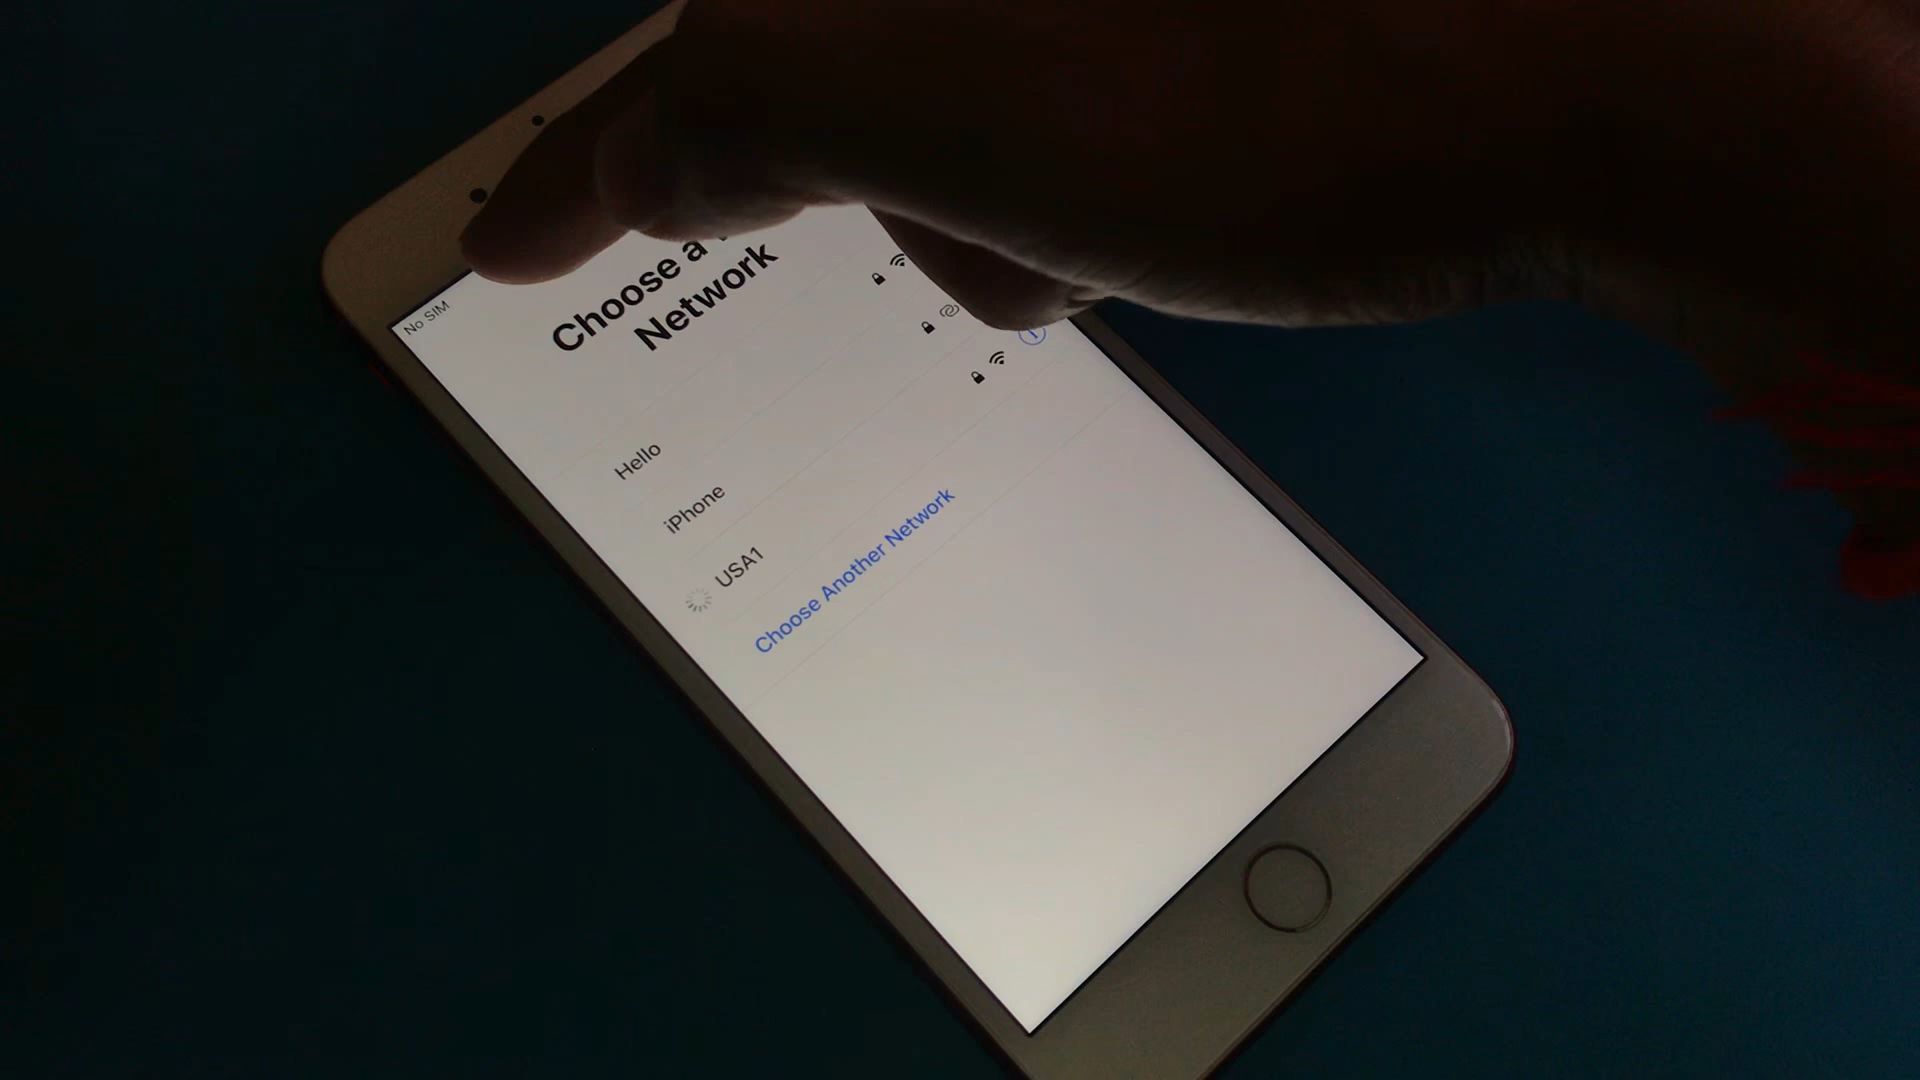 No SIM
Choose a
Network
Hello
iPhone
USA1
Choose Another Network